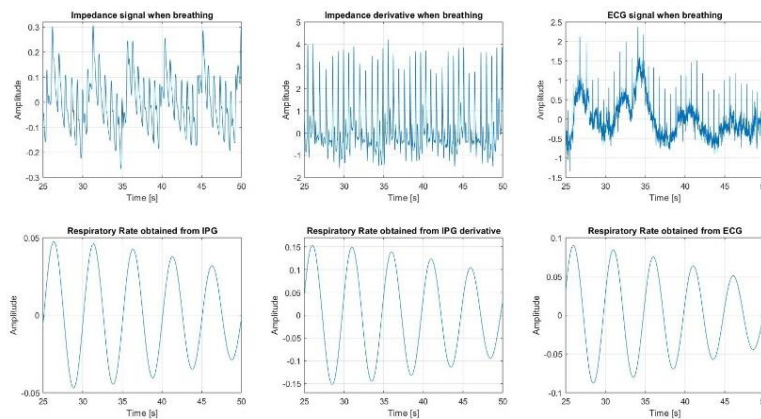 Impedance signal when breathing
0.3
0.2
0.1
0
-0.1
-0.2
-0.3
Amplitude
25 30 35 40 45 50
Time [s]
Impedance derivative when breathing
5
4
3
2
1
0
-1
-2
Amplitude
25 30 35 40 45 50
Time [s]
ECG signal when breathing
2.5
2
1.5
1
0.5
0
-0.5
-1
-1.5
Amplitude
25 30 35 40 45 50
Time [s]
Respiratory Rate obtained from IPG
0.05
0
-0.05
Amplitude
25 30 35 40 45 50
Time [s]
Respiratory Rate obtained from IPG derivative
0.15
0.1
0.05
0
-0.05
-0.1
-0.15
Amplitude
25 30 35 40 45 50
Time [s]
Respiratory Rate obtained from ECG
0.1
0.05
0
-0.05
-0.1
Amplitude
25 30 35 40 45 50
Time [s]